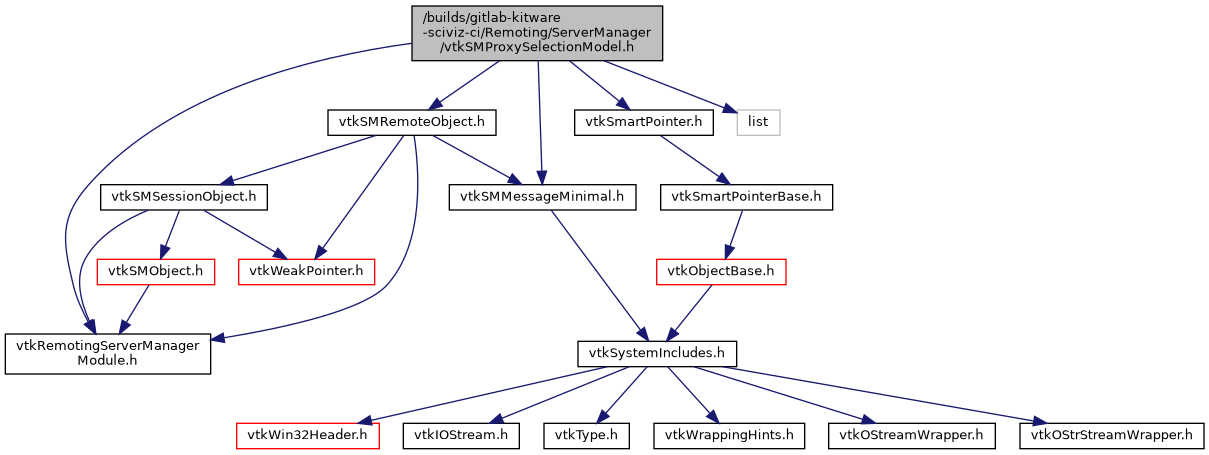 /builds/gitlab-kitware
-sciviz-ci/Remoting/ServerManager
/vtkSMProxySelectionModel.h
vtkSMRemoteObject.h
vtkSmartPointer.h
list
vtkSMSessionObject.h
vtkSMMessageMinimal.h
vtkSmartPointerBase.h
vtkSMObject.h
vtkWeakPointer.h
vtkObjectBase.h
vtkRemotingServerManager
Module.h
vtkSystemIncludes.h
vtkWin32Header.h
vtkIOStream.h
vtkType.h
vtkWrappingHints.h
vtkOStreamWrapper.h
vtkOStrStreamWrapper.h